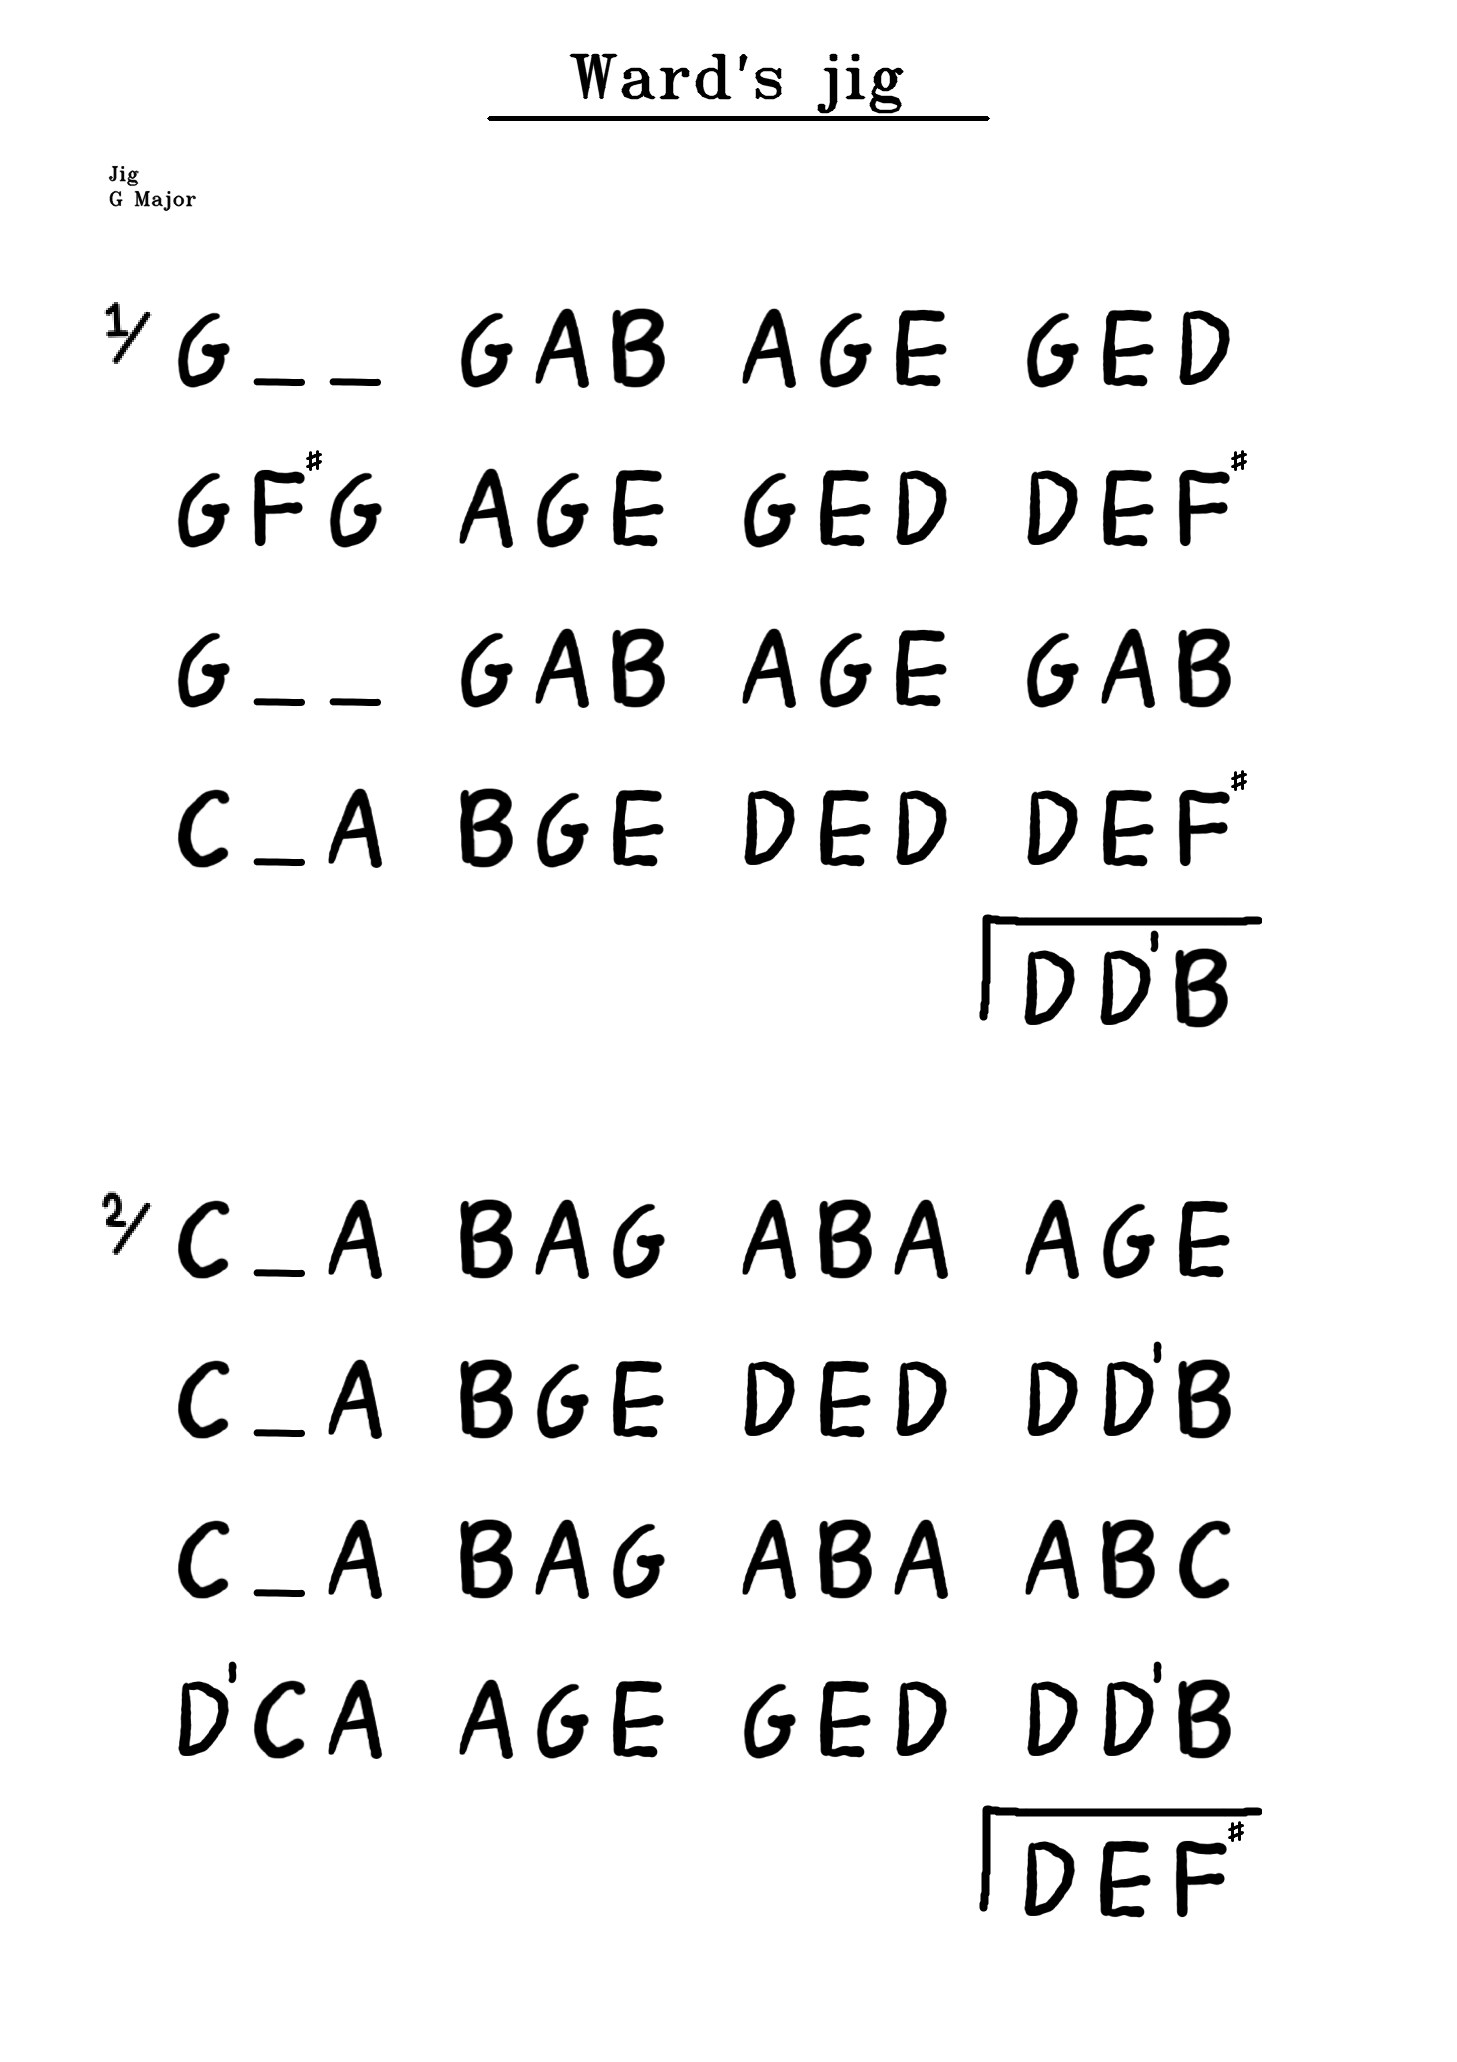 Ward's jig
Jig
G Major
1/ G_ _ GAB AGE GED
GF♯G AGE GED DEF♯
G_ _ GAB AGE GAB
C_A BGE DED DEF♯
DD'B
2/ C_A BAG ABA AGE
C_A BGE DED DD'B
C_A BAG ABA ABC
D'CA AGE GED DD'B
DEF♯